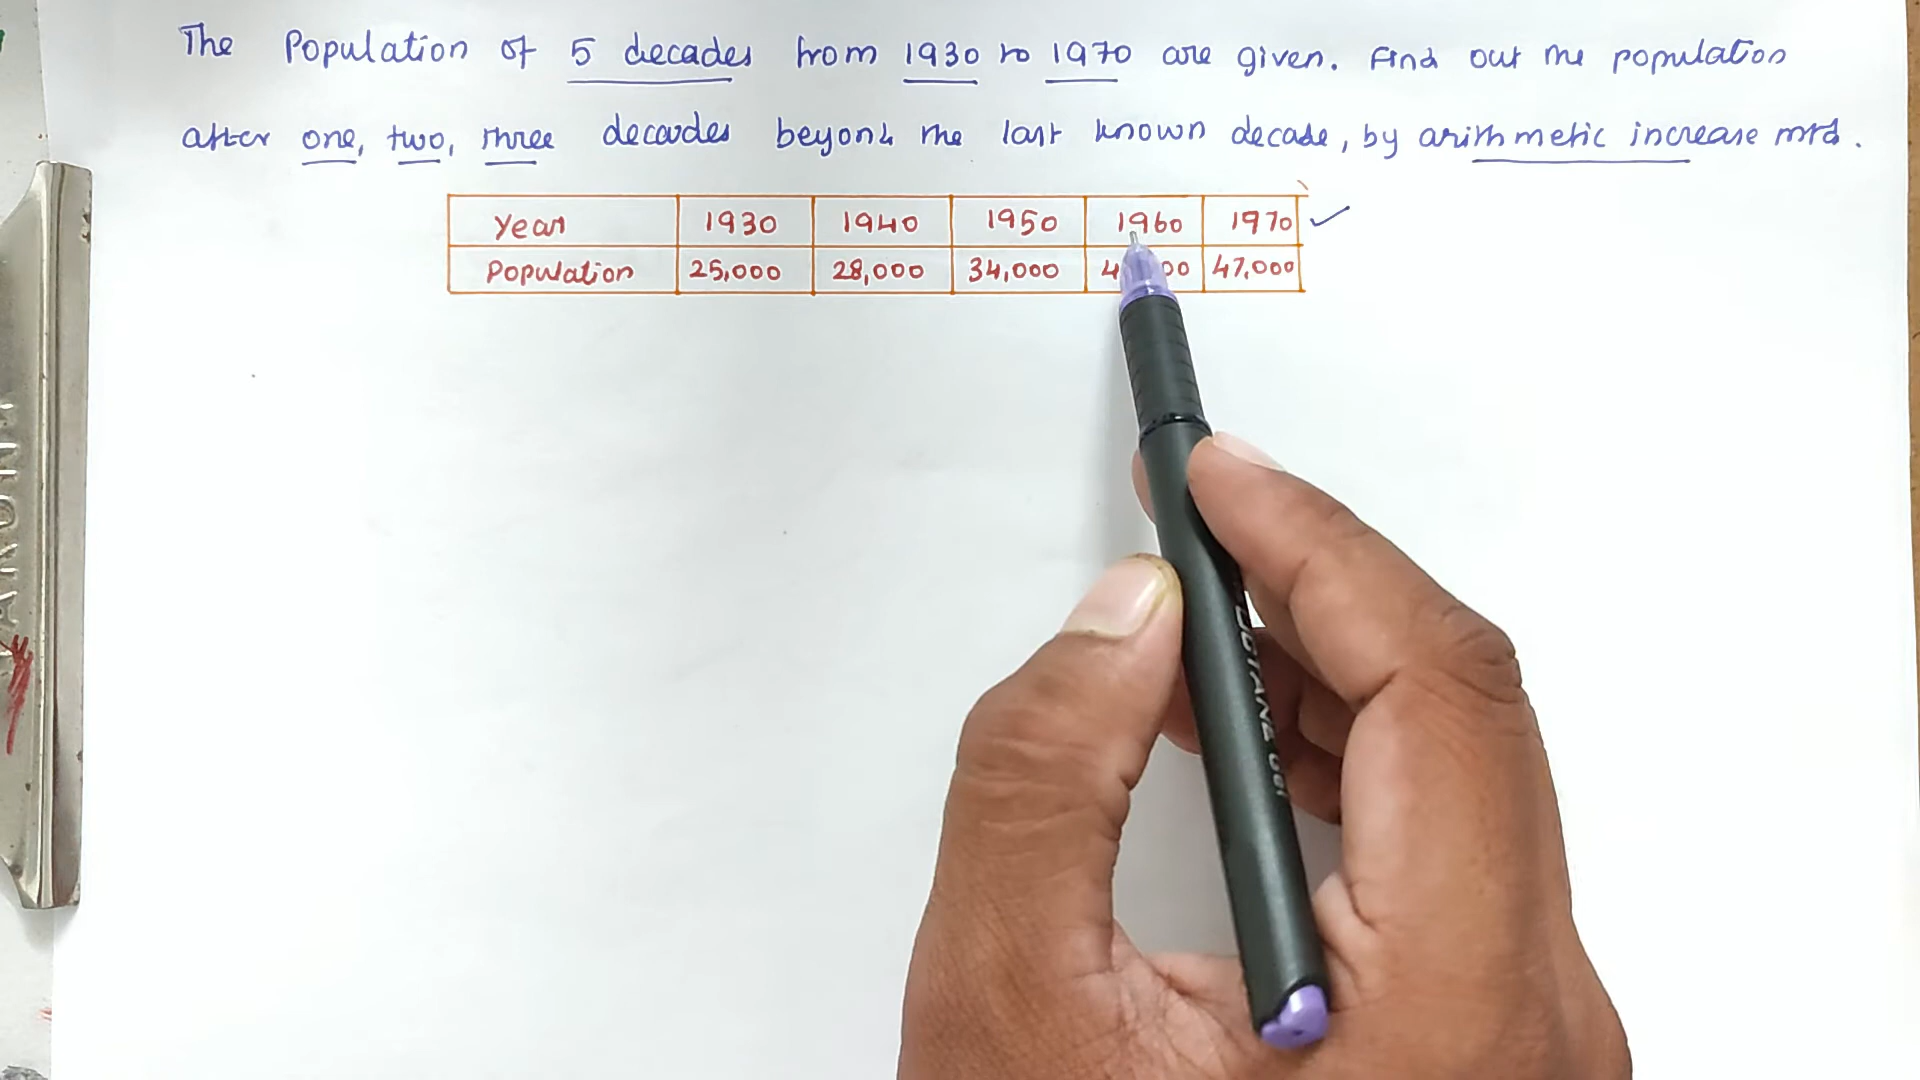 The Population of 5 decades from 1930 to 1970 are given. Find out the population
after one, two, three decades beyond the last known decade, by arithmetic increase mtd.
Year 1930 1940 1950 1960 1970
Population 25,000 28,000 34,000 47,000
OCTANE GEL